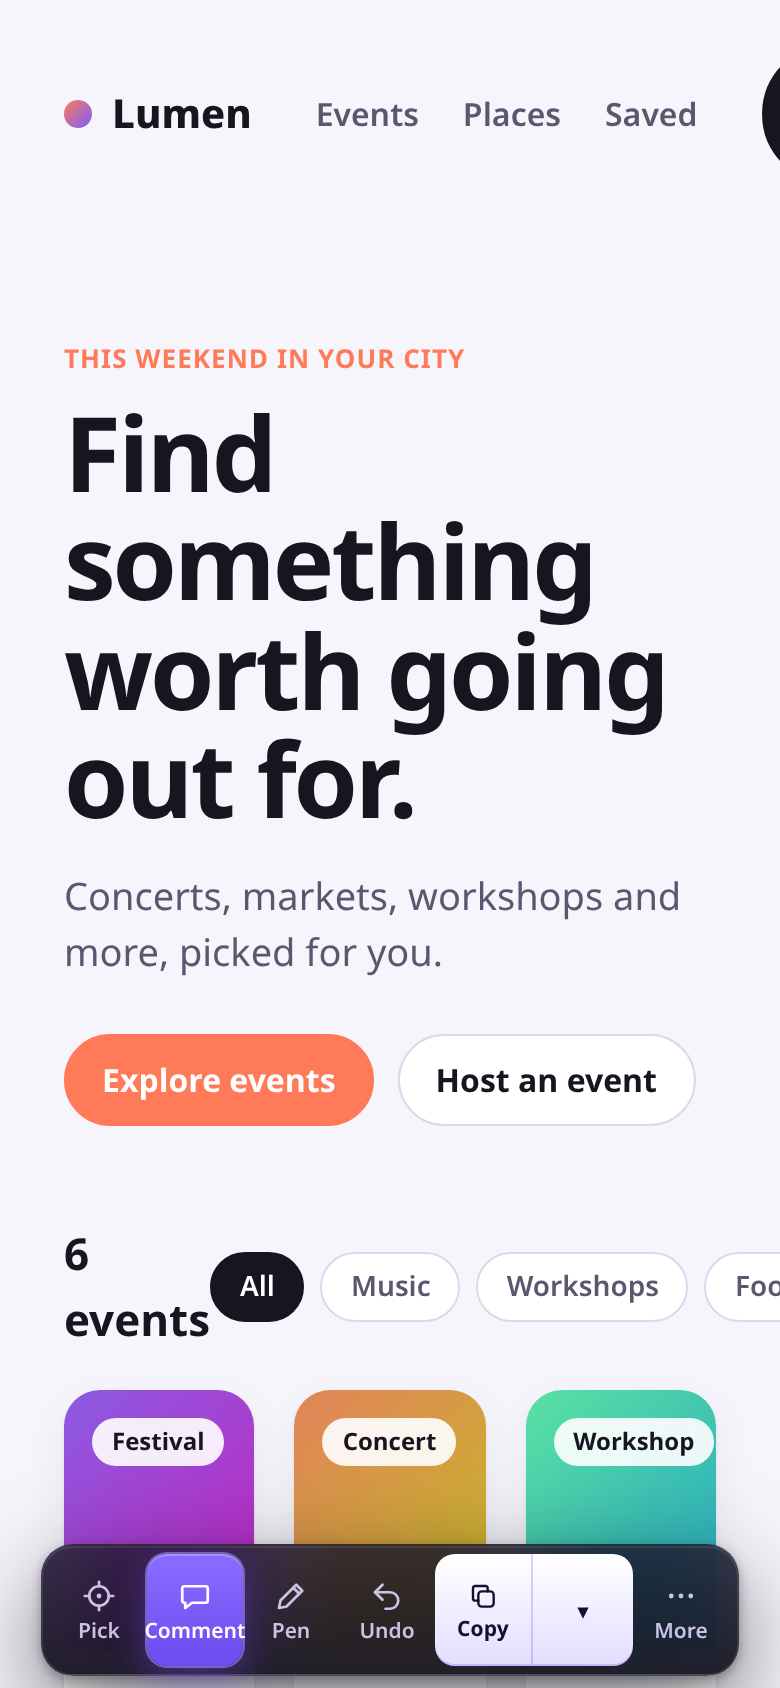 Lumen Events Places Saved
THIS WEEKEND IN YOUR CITY
Find
something
worth going
out for.
Concerts, markets, workshops and
more, picked for you.
Explore events Host an event
6
events
All Music Workshops
Festival Concert Workshop
Pick Comment Pen Undo Copy ▼ More